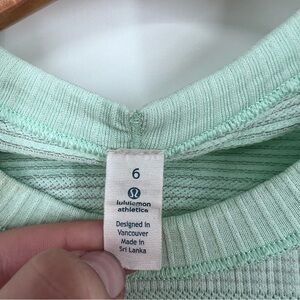 6
lululemon
athletica
Designed in
Vancouver
Made in
Sri Lanka